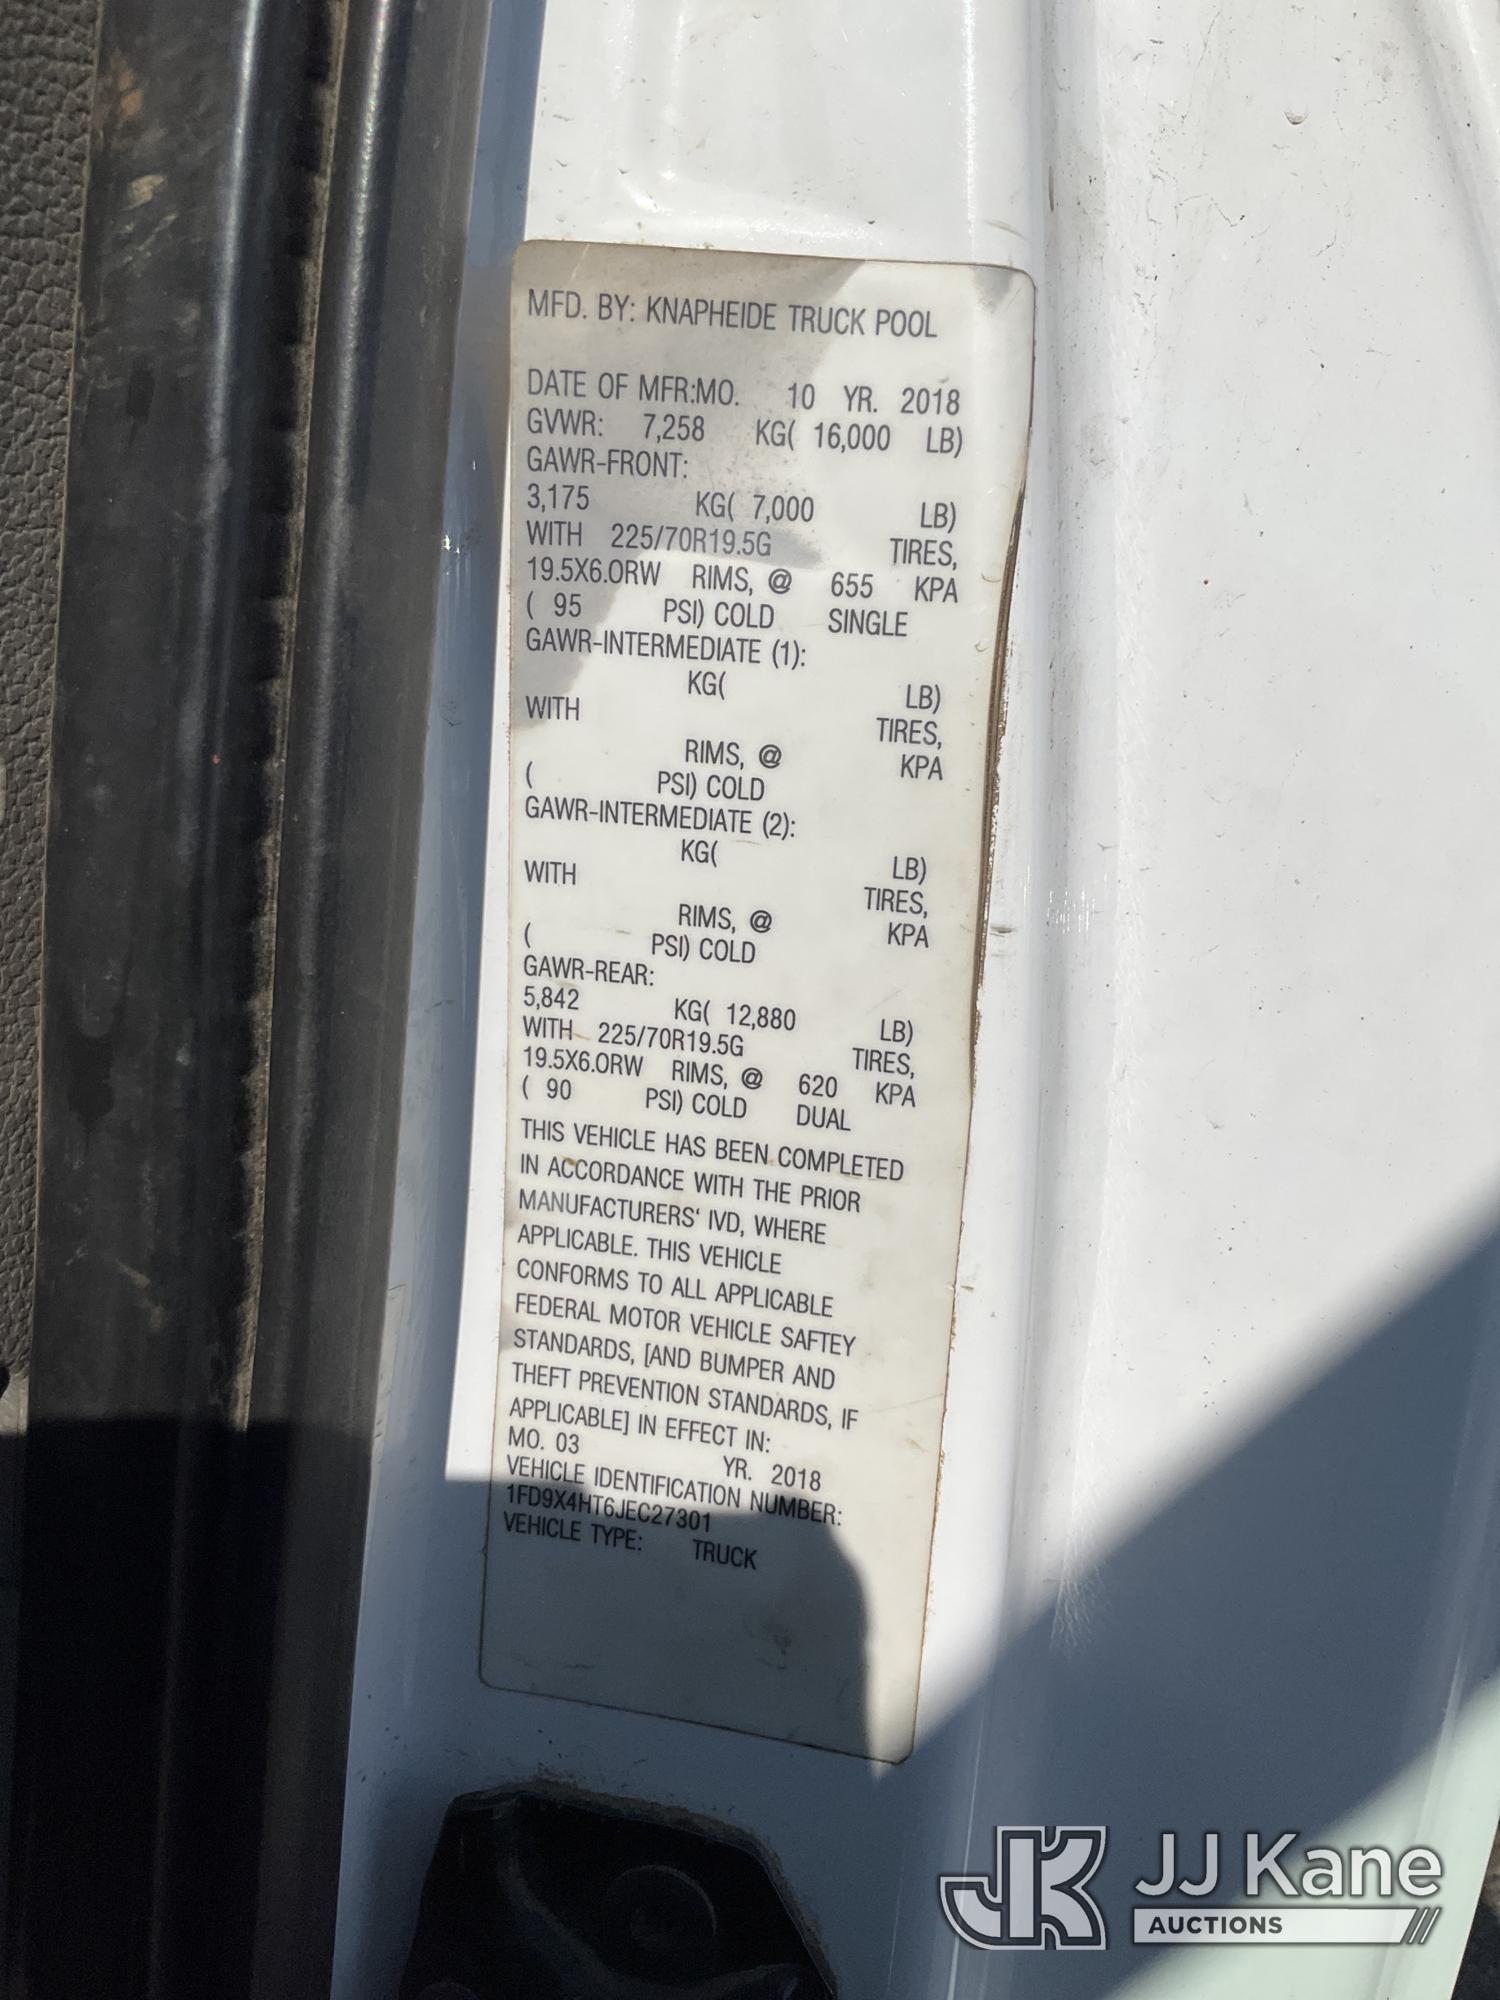 MFD. BY: KNAPHEIDE TRUCK POOL
DATE OF MFR:MO. 10 YR. 2018
GVWR: 7,258 KG( 16,000 LB)
GAWR-FRONT:
3,175 KG( 7,000 LB)
WITH 225/70R19.5G TIRES,
19.5X6.0RW RIMS, @ 655 KPA
( 95 PSI) COLD SINGLE
GAWR-INTERMEDIATE (1):
KG( LB)
WITH TIRES,
RIMS, @ KPA
( PSI) COLD
GAWR-INTERMEDIATE (2):
KG( LB)
WITH TIRES,
RIMS, @ KPA
( PSI) COLD
GAWR-REAR:
5,842 KG( 12,880 LB)
WITH 225/70R19.5G TIRES,
19.5X6.0RW RIMS, @ 620 KPA
( 90 PSI) COLD DUAL
THIS VEHICLE HAS BEEN COMPLETED
IN ACCORDANCE WITH THE PRIOR
MANUFACTURERS' IVD, WHERE
APPLICABLE. THIS VEHICLE
CONFORMS TO ALL APPLICABLE
FEDERAL MOTOR VEHICLE SAFTEY
STANDARDS, [AND BUMPER AND
THEFT PREVENTION STANDARDS, IF
APPLICABLE] IN EFFECT IN:
MO. 03 YR. 2018
VEHICLE IDENTIFICATION NUMBER:
1FD9X4HT6JEC27301
VEHICLE TYPE: TRUCK
JK JJ Kane
AUCTIONS